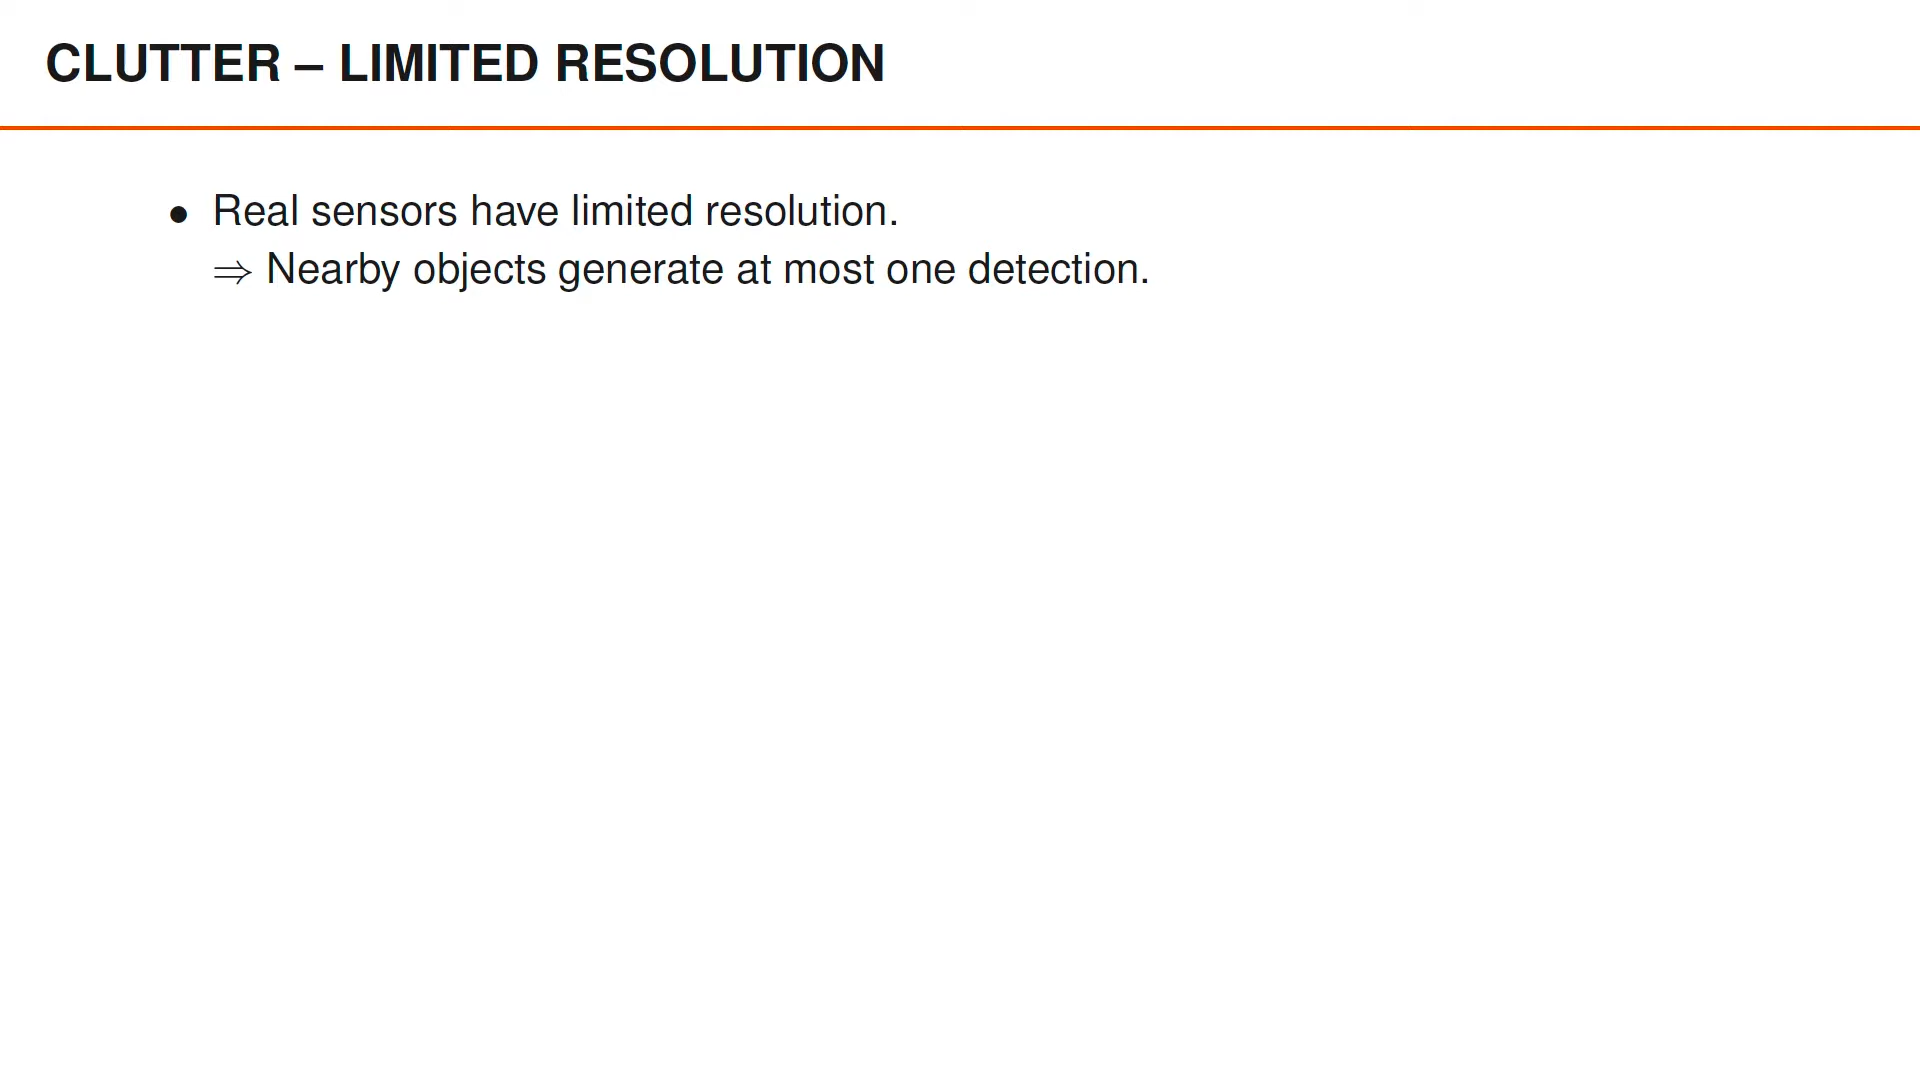 CLUTTER – LIMITED RESOLUTION
• Real sensors have limited resolution.
⇒ Nearby objects generate at most one detection.